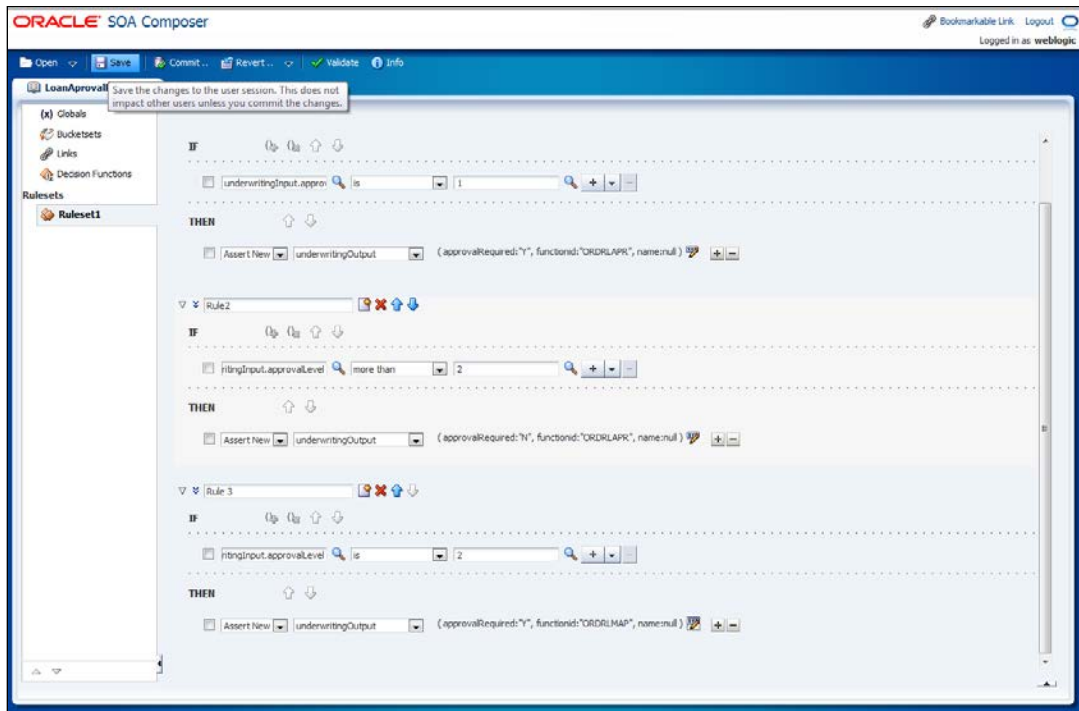 ORACLE SOA Composer
Bookmarkable Link Logout
Logged in as weblogic
Open Save Commit.. Revert.. Validate Info
Save the changes to the user session. This does not
impact other users unless you commit the changes.
(x) Globals
Bucketsets
Links
Decision Functions
Rulesets
Ruleset1
IF
underwritingInput.approv is 1
THEN
Assert New underwritingOutput (approvalRequired:"Y", functionid:"ORDRLAPR", name:null)
Rule2
IF
ritingInput.approvalLevel more than 2
THEN
Assert New underwritingOutput (approvalRequired:"N", functionid:"ORDRLAPR", name:null)
Rule 3
IF
ritingInput.approvalLevel is 2
THEN
Assert New underwritingOutput (approvalRequired:"Y", functionid:"ORDRLMAP", name:null)